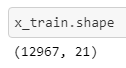 x_train.shape
(12967, 21)